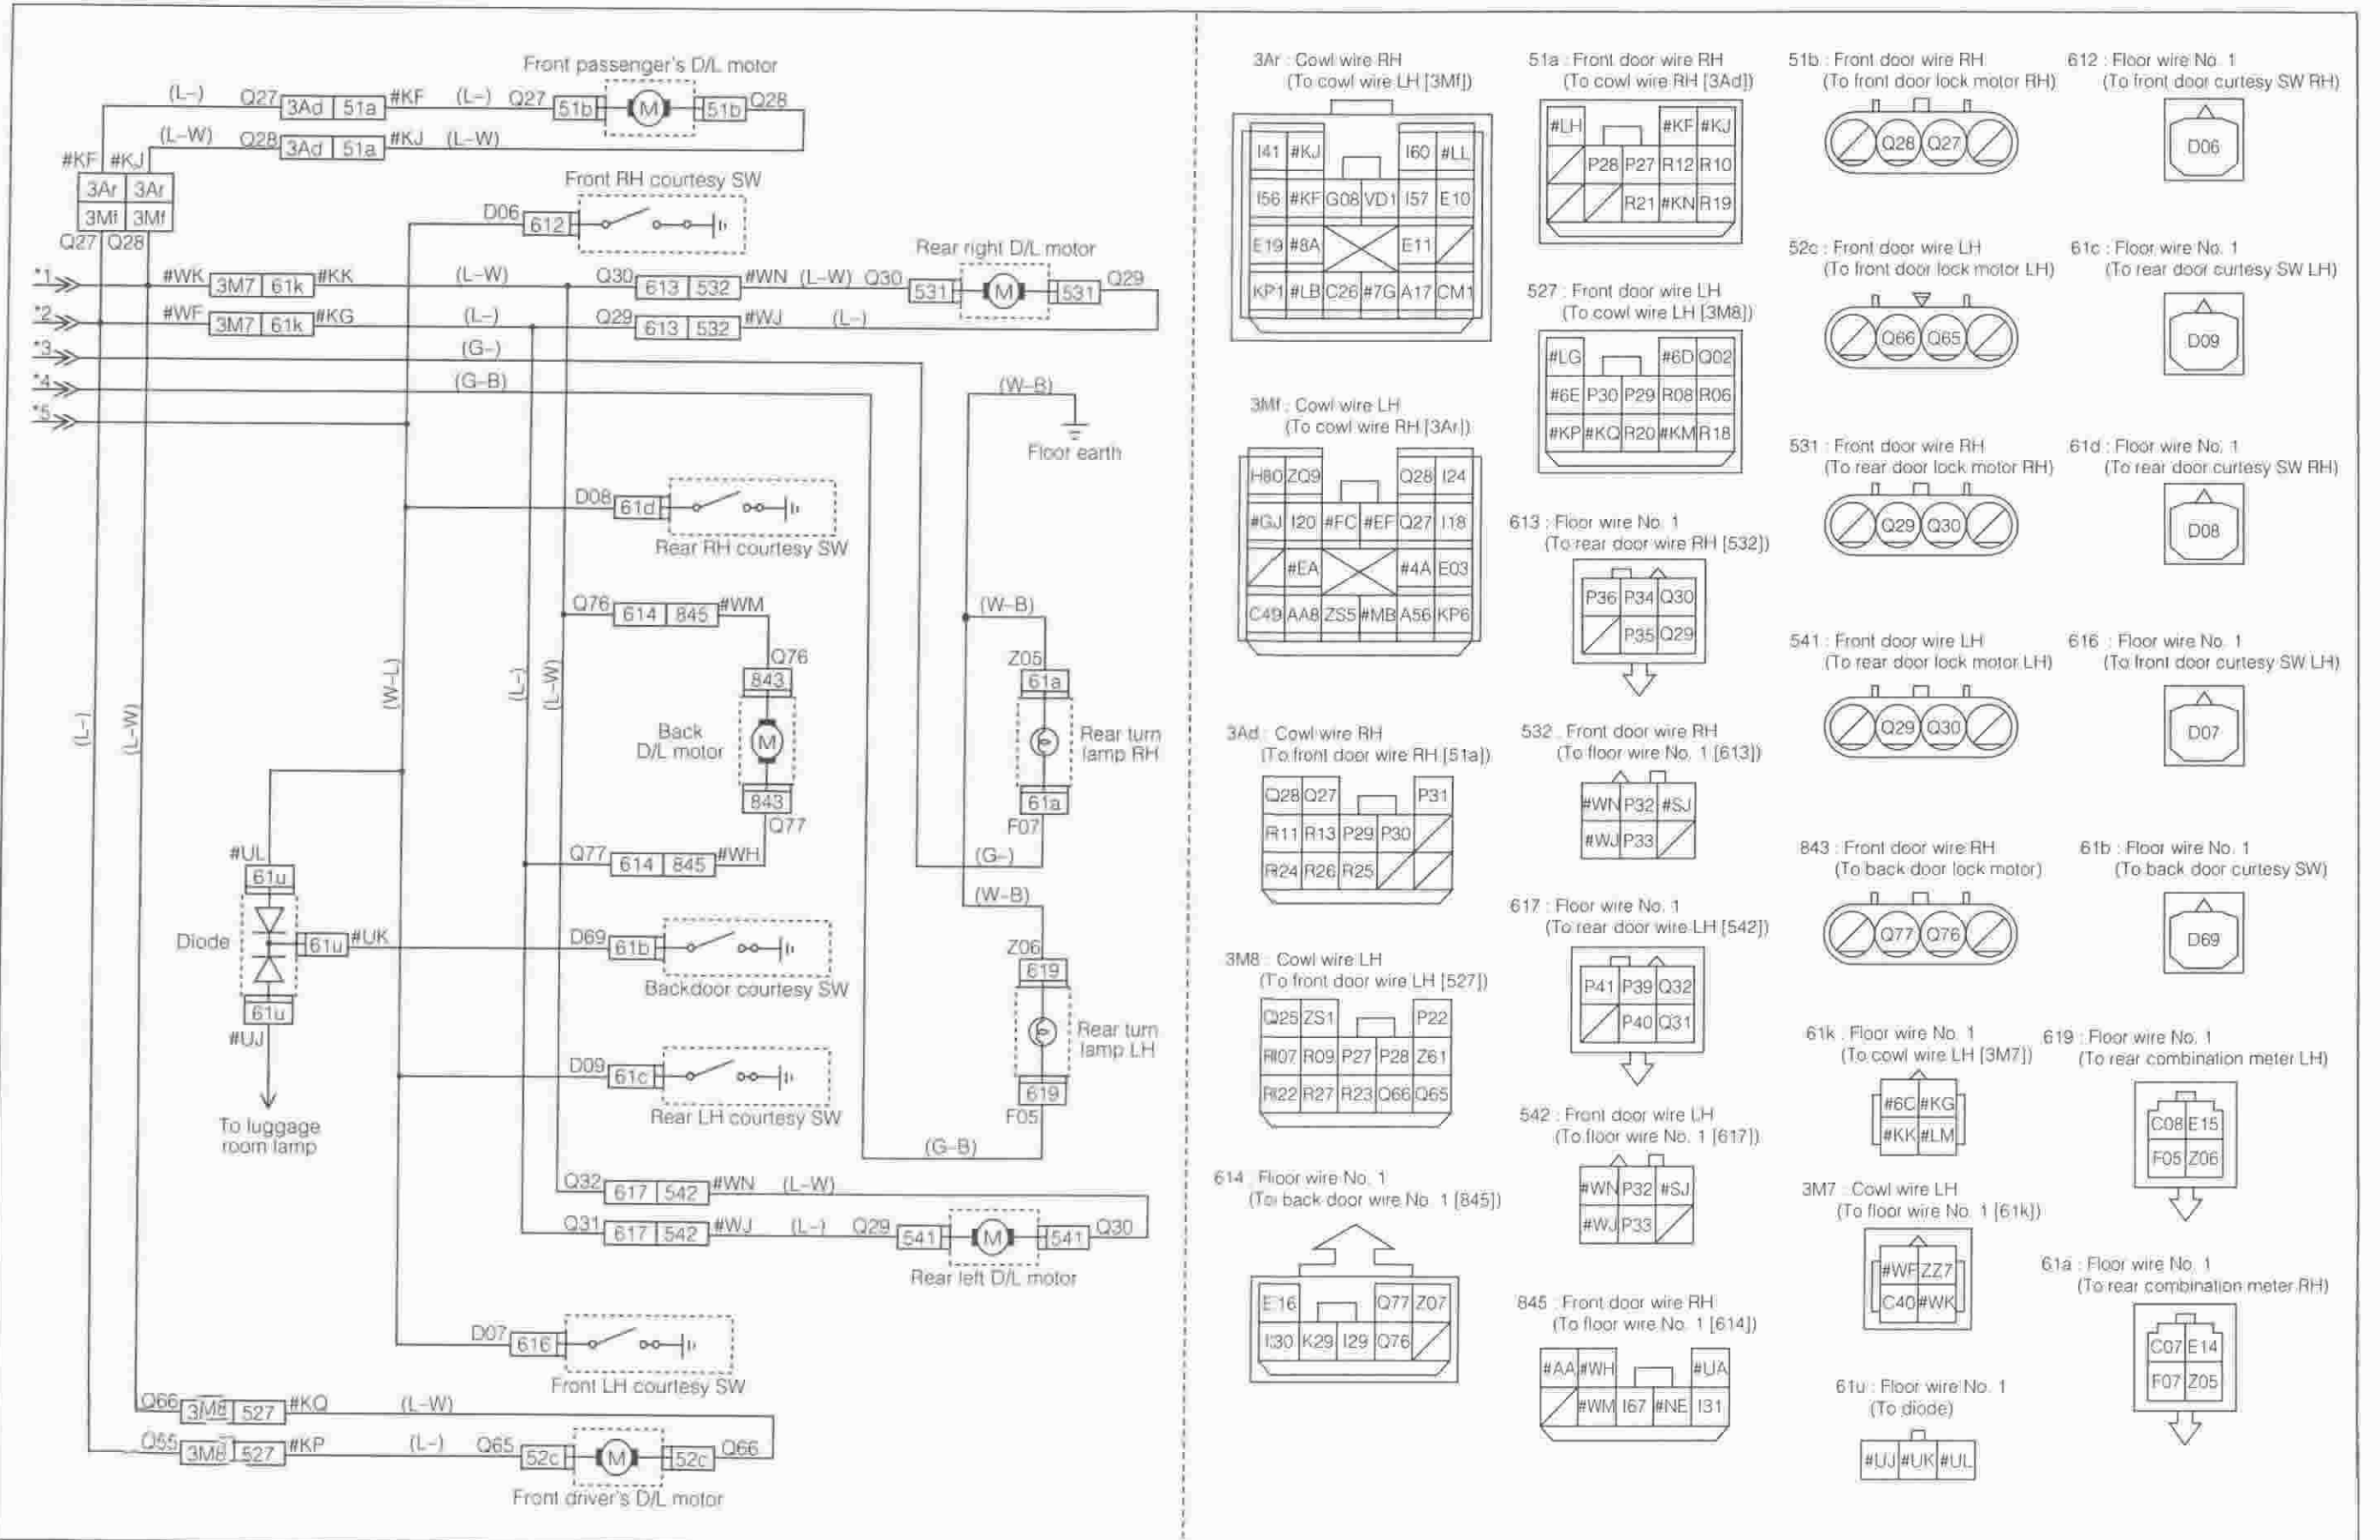 Front passenger's D/L motor
(L–) Q27 3Ad 51a #KF (L–) Q27 51b M 51b Q28
(L–W) Q28 3Ad 51a #KJ (L–W)
#KF #KJ
3Ar 3Ar
3Mf 3Mf
Q27 Q28
Front RH courtesy SW
D06 612
Rear right D/L motor
*1 #WK 3M7 61k #KK (L–W) Q30 613 532 #WN (L–W) Q30 531 M 531 Q29
*2 #WF 3M7 61k #KG (L–) Q29 613 532 #WJ (L–)
*3 (G–)
*4 (G–B)
*5
(W–B)
Floor earth
D08 61d
Rear RH courtesy SW
Q76 614 845 #WM
(W–B)
Q76
843
Z05
61a
(L–)
(L–W)
(W–L)
(L–)
(L–W)
Back
D/L motor
M
Rear turn
lamp RH
843
Q77
61a
F07
Q77 614 845 #WH
(G–)
(W–B)
#UL
61u
Diode
61u #UK
D69 61b
Backdoor courtesy SW
Z06
619
61u
#UJ
Rear turn
lamp LH
D09 61c
Rear LH courtesy SW
619
F05
To luggage
room lamp
(G–B)
Q32 617 542 #WN (L–W)
Q31 617 542 #WJ (L–) Q29 541 M 541 Q30
Rear left D/L motor
D07 616
Front LH courtesy SW
Q66 3M8 527 #KQ (L–W)
Q55 3M8 527 #KP (L–) Q65 52c M 52c Q66
Front driver's D/L motor
3Ar : Cowl wire RH
(To cowl wire LH [3Mf])
I41 #KJ I60 #LL
I56 #KF G08 VD1 I57 E10
E19 #8A E11
KP1 #LB C26 #7G A17 CM1
3Mf : Cowl wire LH
(To cowl wire RH [3Ar])
H80 ZQ9 Q28 I24
#GJ I20 #FC #EF Q27 I18
#EA #4A E03
C49 AA8 ZS5 #MB A56 KP6
3Ad : Cowl wire RH
(To front door wire RH [51a])
Q28 Q27 P31
R11 R13 P29 P30
R24 R26 R25
3M8 : Cowl wire LH
(To front door wire LH [527])
Q25 ZS1 P22
R09 P27 P28 Z61
R27 R23 Q66 Q65
614 : Floor wire No. 1
(To back door wire No. 1 [845])
E16 Q77 Z07
I30 K29 I29 Q76
51a : Front door wire RH
(To cowl wire RH [3Ad])
#LH #KF #KJ
P28 P27 R12 R10
R21 #KN R19
527 : Front door wire LH
(To cowl wire LH [3M8])
#LG #6D Q02
#6E P30 P29 R08 R06
#KP #KQ R20 #KM R18
613 : Floor wire No. 1
(To rear door wire RH [532])
P36 P34 Q30
P35 Q29
532 : Front door wire RH
(To floor wire No. 1 [613])
#WN P32 #SJ
#WJ P33
617 : Floor wire No. 1
(To rear door wire LH [542])
P41 P39 Q32
P40 Q31
542 : Front door wire LH
(To floor wire No. 1 [617])
#WN P32 #SJ
#WJ P33
845 : Front door wire RH
(To floor wire No. 1 [614])
#AA #WH #UA
#WM I67 #NE I31
51b : Front door wire RH
(To front door lock motor RH)
Q28 Q27
52c : Front door wire LH
(To front door lock motor LH)
Q66 Q65
531 : Front door wire RH
(To rear door lock motor RH)
Q29 Q30
541 : Front door wire LH
(To rear door lock motor LH)
Q29 Q30
843 : Front door wire RH
(To back door lock motor)
Q77 Q76
61k : Floor wire No. 1
(To cowl wire LH [3M7])
#6C #KG
#KK #LM
3M7 : Cowl wire LH
(To floor wire No. 1 [61k])
#WF ZZ7
C40 #WK
61u : Floor wire No. 1
(To diode)
#UJ #UK #UL
612 : Floor wire No. 1
(To front door curtesy SW RH)
D06
61c : Floor wire No. 1
(To rear door curtesy SW LH)
D09
61d : Floor wire No. 1
(To rear door curtesy SW RH)
D08
616 : Floor wire No. 1
(To front door curtesy SW LH)
D07
61b : Floor wire No. 1
(To back door curtesy SW)
D69
619 : Floor wire No. 1
(To rear combination meter LH)
C08 E15
F05 Z06
61a : Floor wire No. 1
(To rear combination meter RH)
C07 E14
F07 Z05